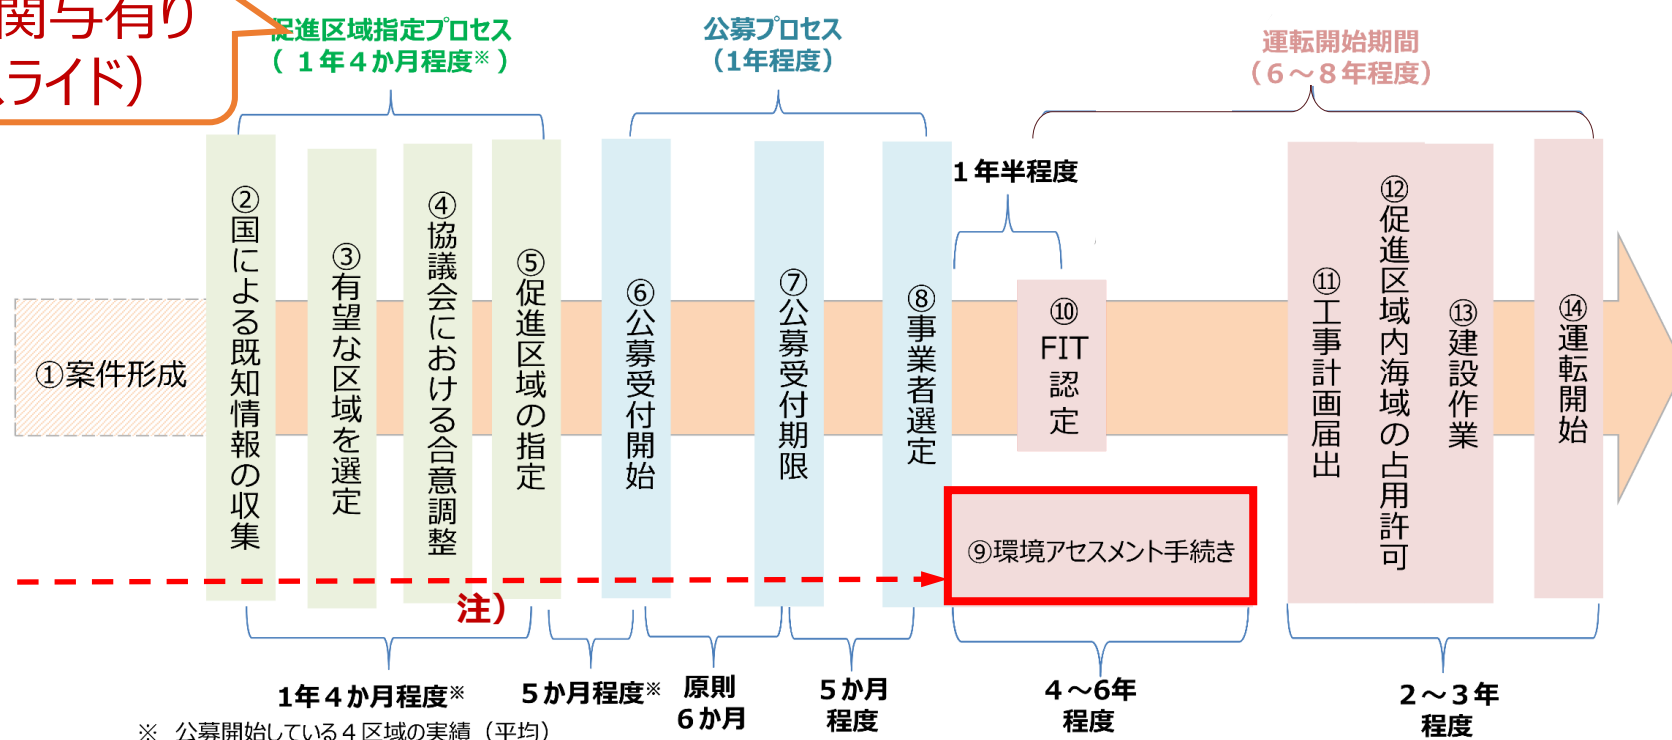 関与有り
スライド）
促進区域指定プロセス
（１年４か月程度※）
公募プロセス
（1年程度）
運転開始期間
（６～８年程度）
１年半程度
①案件形成
②国による既知情報の収集
③有望な区域を選定
④協議会における合意調整
⑤促進区域の指定
⑥公募受付開始
⑦公募受付期限
⑧事業者選定
⑩
FIT
認
定
⑨環境アセスメント手続き
⑪工事計画届出
⑫促進区域内海域の占用許可
⑬建設作業
⑭運転開始
注）
1年４か月程度※
５か月程度※
原則
６か月
５か月
程度
４～6年
程度
２～３年
程度
※　公募開始している４区域の実績（平均）